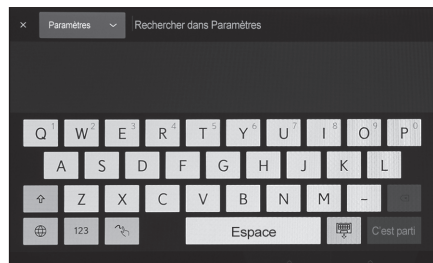 × Paramètres Rechercher dans Paramètres
Q 1 W 2 E 3 R 4 T 5 Y 6 U 7 I 8 O 9 P 0
A S D F G H J K L
Z X C V B N M –
123 Espace C'est parti